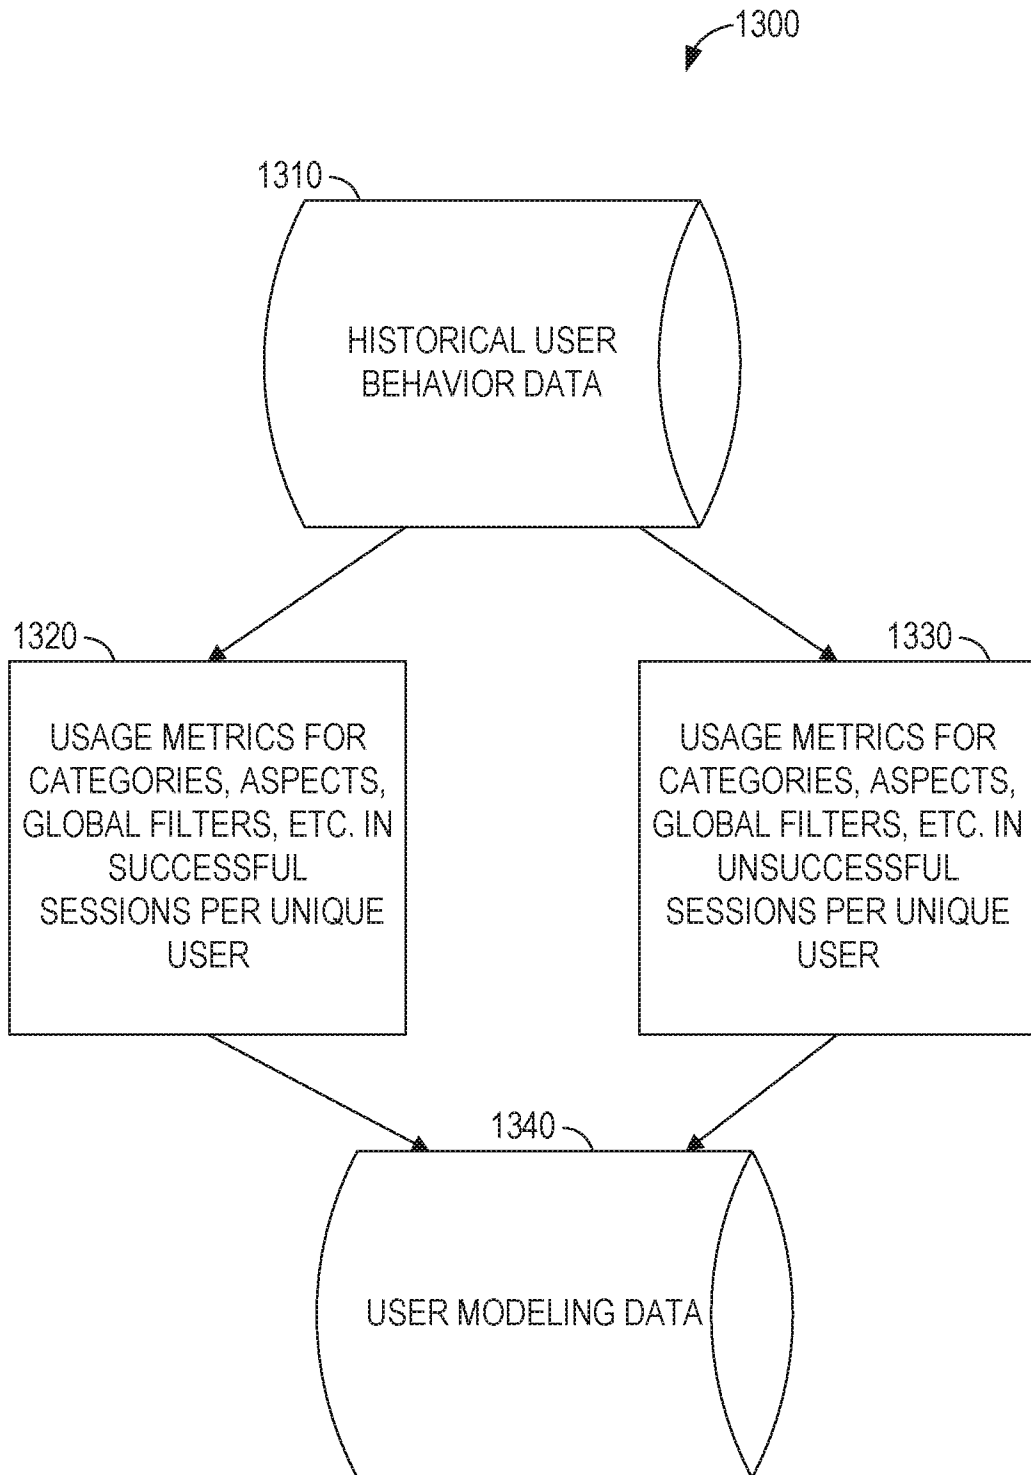 1300
1310
HISTORICAL USER
BEHAVIOR DATA
1320
USAGE METRICS FOR
CATEGORIES, ASPECTS,
GLOBAL FILTERS, ETC. IN
SUCCESSFUL
SESSIONS PER UNIQUE
USER
1330
USAGE METRICS FOR
CATEGORIES, ASPECTS,
GLOBAL FILTERS, ETC. IN
UNSUCCESSFUL
SESSIONS PER UNIQUE
USER
1340
USER MODELING DATA